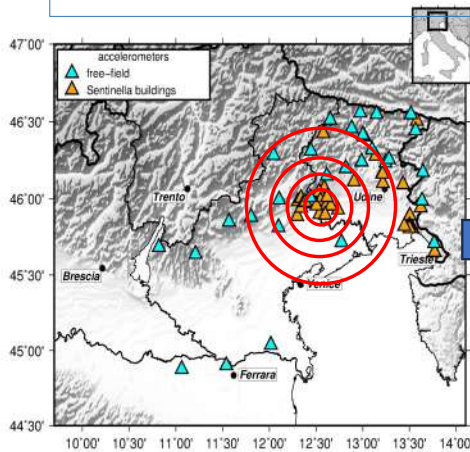 47°00'
accelerometers
free-field
Sentinella buildings
46°30'
Trento
Udine
46°00'
Trieste
Brescia
Venice
45°30'
45°00'
Ferrara
44°30'
10°00' 10°30' 11°00' 11°30' 12°00' 12°30' 13°00' 13°30' 14°00'